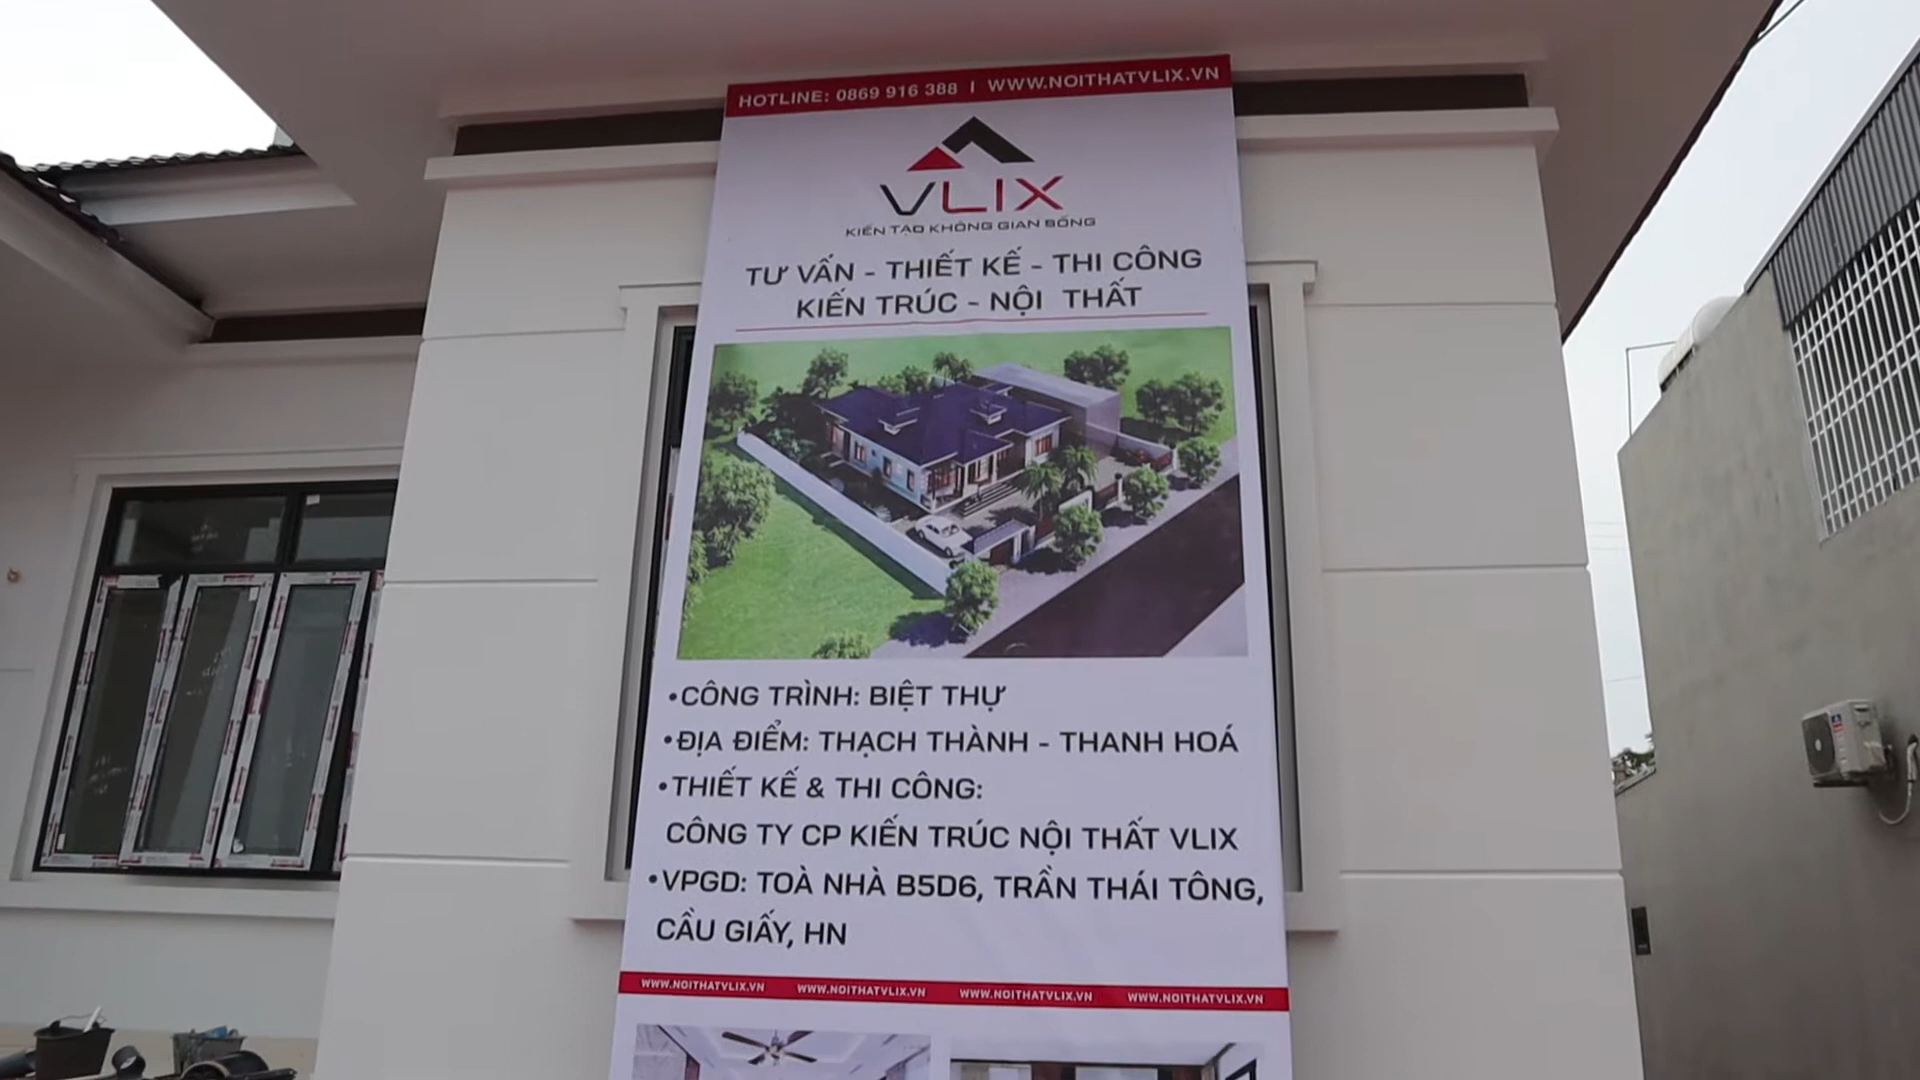 HOTLINE: 0869 916 388 | WWW.NOITHATVLIX.VN
VLIX
KIẾN TẠO KHÔNG GIAN SỐNG
TƯ VẤN - THIẾT KẾ - THI CÔNG
KIẾN TRÚC - NỘI THẤT
•CÔNG TRÌNH: BIỆT THỰ
•ĐỊA ĐIỂM: THẠCH THÀNH - THANH HOÁ
•THIẾT KẾ & THI CÔNG:
CÔNG TY CP KIẾN TRÚC NỘI THẤT VLIX
•VPGD: TOÀ NHÀ B5D6, TRẦN THÁI TÔNG,
CẦU GIẤY, HN
WWW.NOITHATVLIX.VN WWW.NOITHATVLIX.VN WWW.NOITHATVLIX.VN WWW.NOITHATVLIX.VN